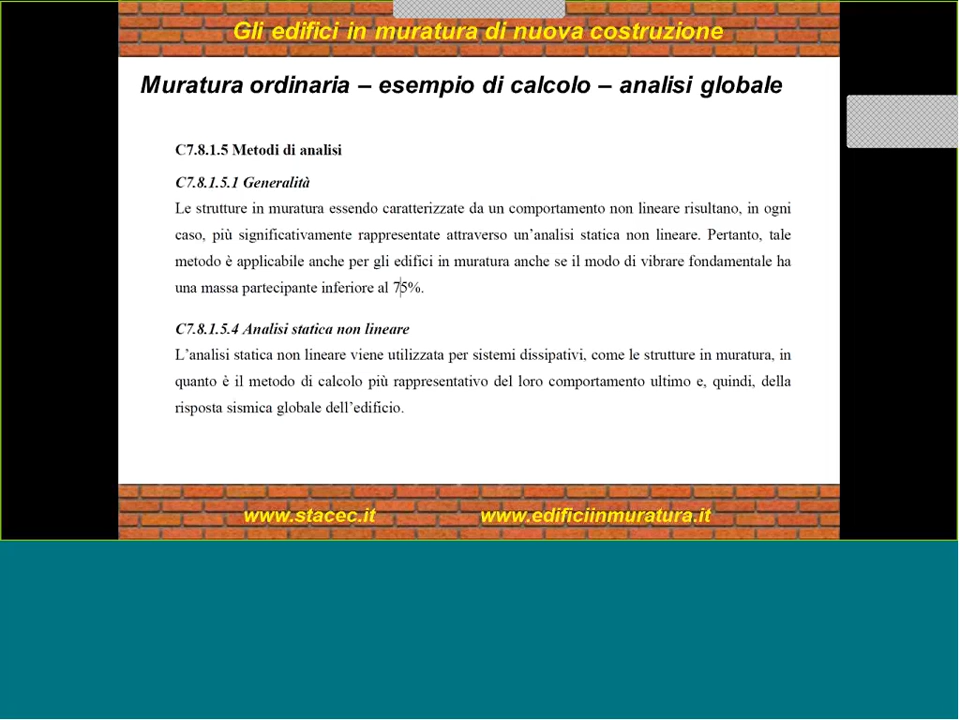 Gli edifici in muratura di nuova costruzione
Muratura ordinaria – esempio di calcolo – analisi globale
C7.8.1.5 Metodi di analisi
C7.8.1.5.1 Generalità
Le strutture in muratura essendo caratterizzate da un comportamento non lineare risultano, in ogni
caso, più significativamente rappresentate attraverso un'analisi statica non lineare. Pertanto, tale
metodo è applicabile anche per gli edifici in muratura anche se il modo di vibrare fondamentale ha
una massa partecipante inferiore al 75%.
C7.8.1.5.4 Analisi statica non lineare
L'analisi statica non lineare viene utilizzata per sistemi dissipativi, come le strutture in muratura, in
quanto è il metodo di calcolo più rappresentativo del loro comportamento ultimo e, quindi, della
risposta sismica globale dell'edificio.
www.stacec.it www.edificiinmuratura.it